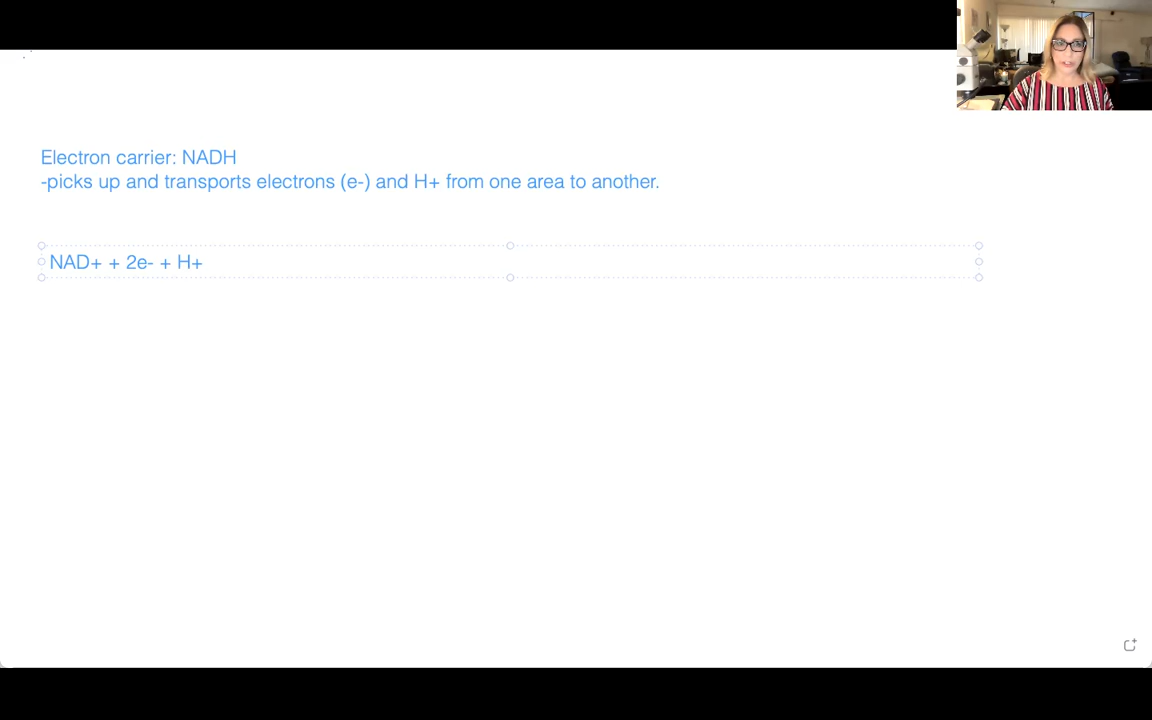 Electron carrier: NADH
-picks up and transports electrons (e-) and H+ from one area to another.
NAD+ + 2e- + H+